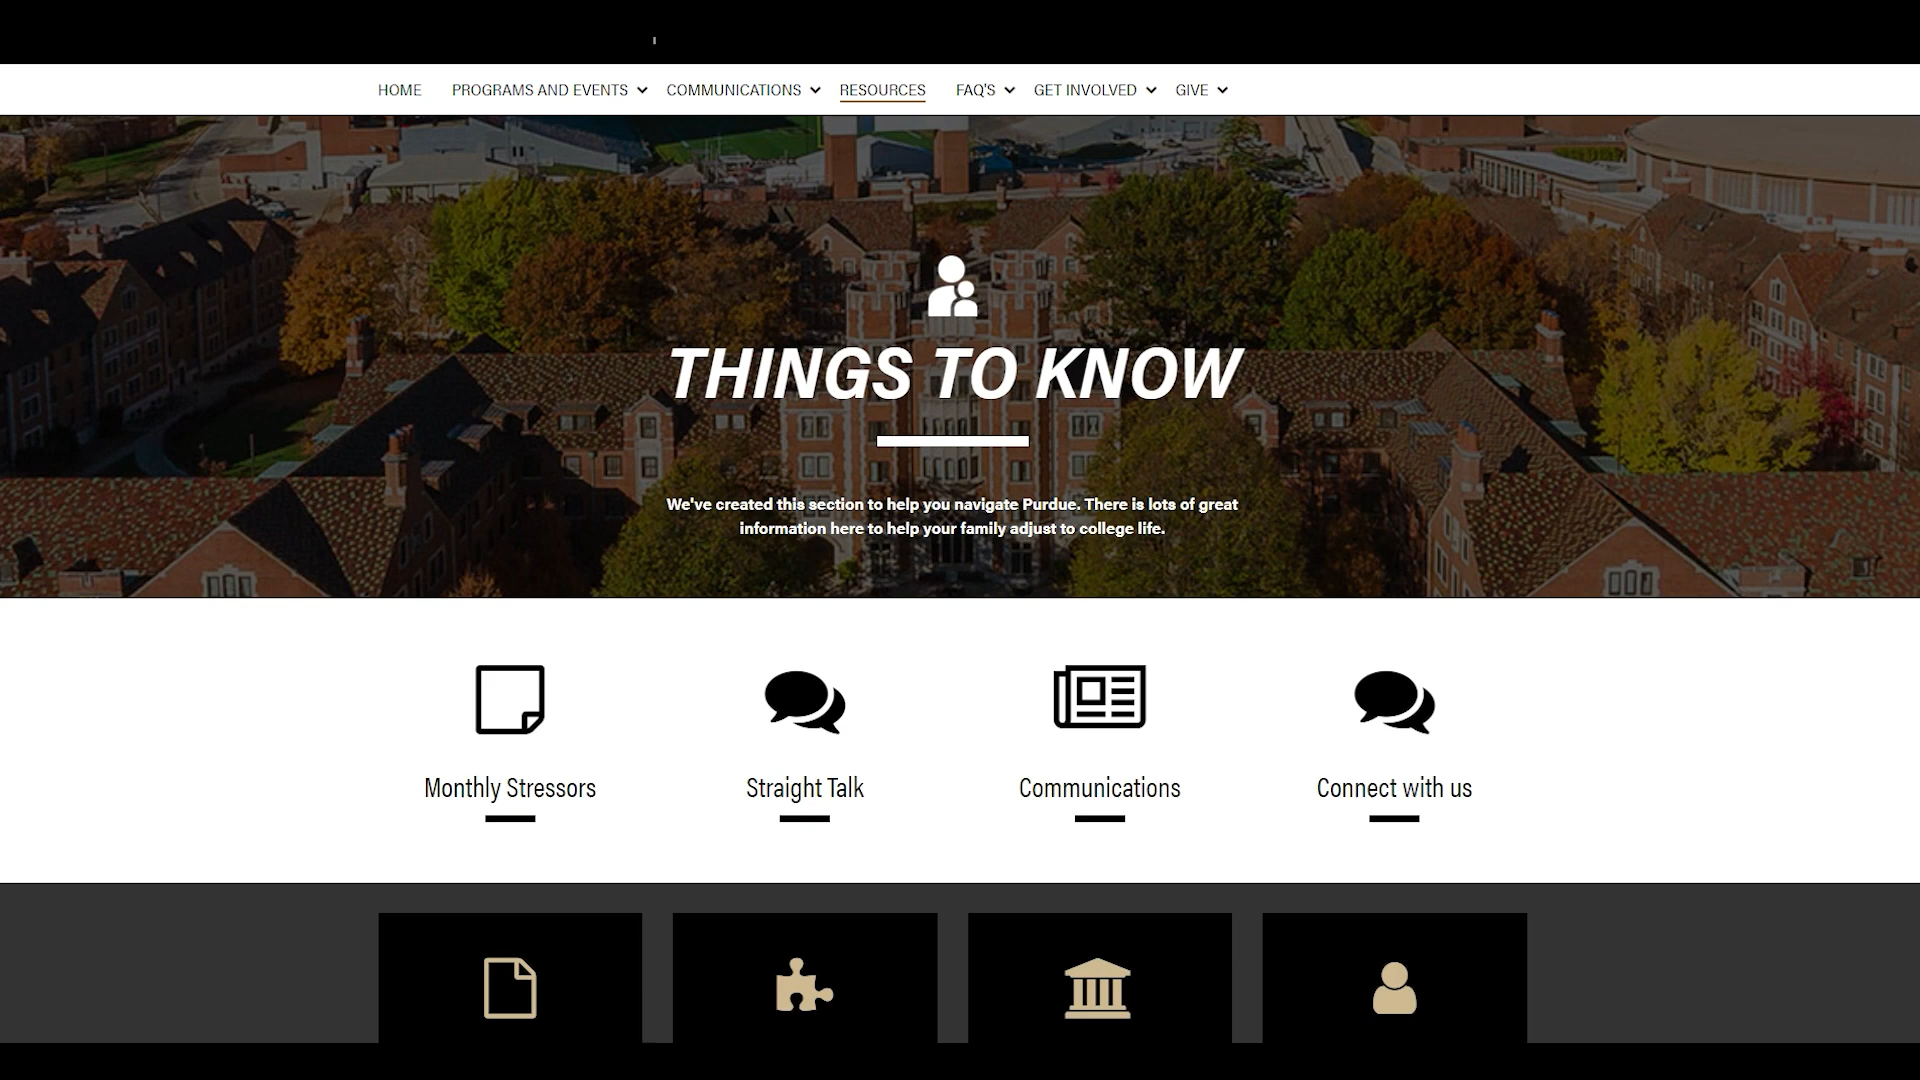 HOME PROGRAMS AND EVENTS COMMUNICATIONS RESOURCES FAQ'S GET INVOLVED GIVE
THINGS TO KNOW
We've created this section to help you navigate Purdue. There is lots of great
information here to help your family adjust to college life.
Monthly Stressors Straight Talk Communications Connect with us